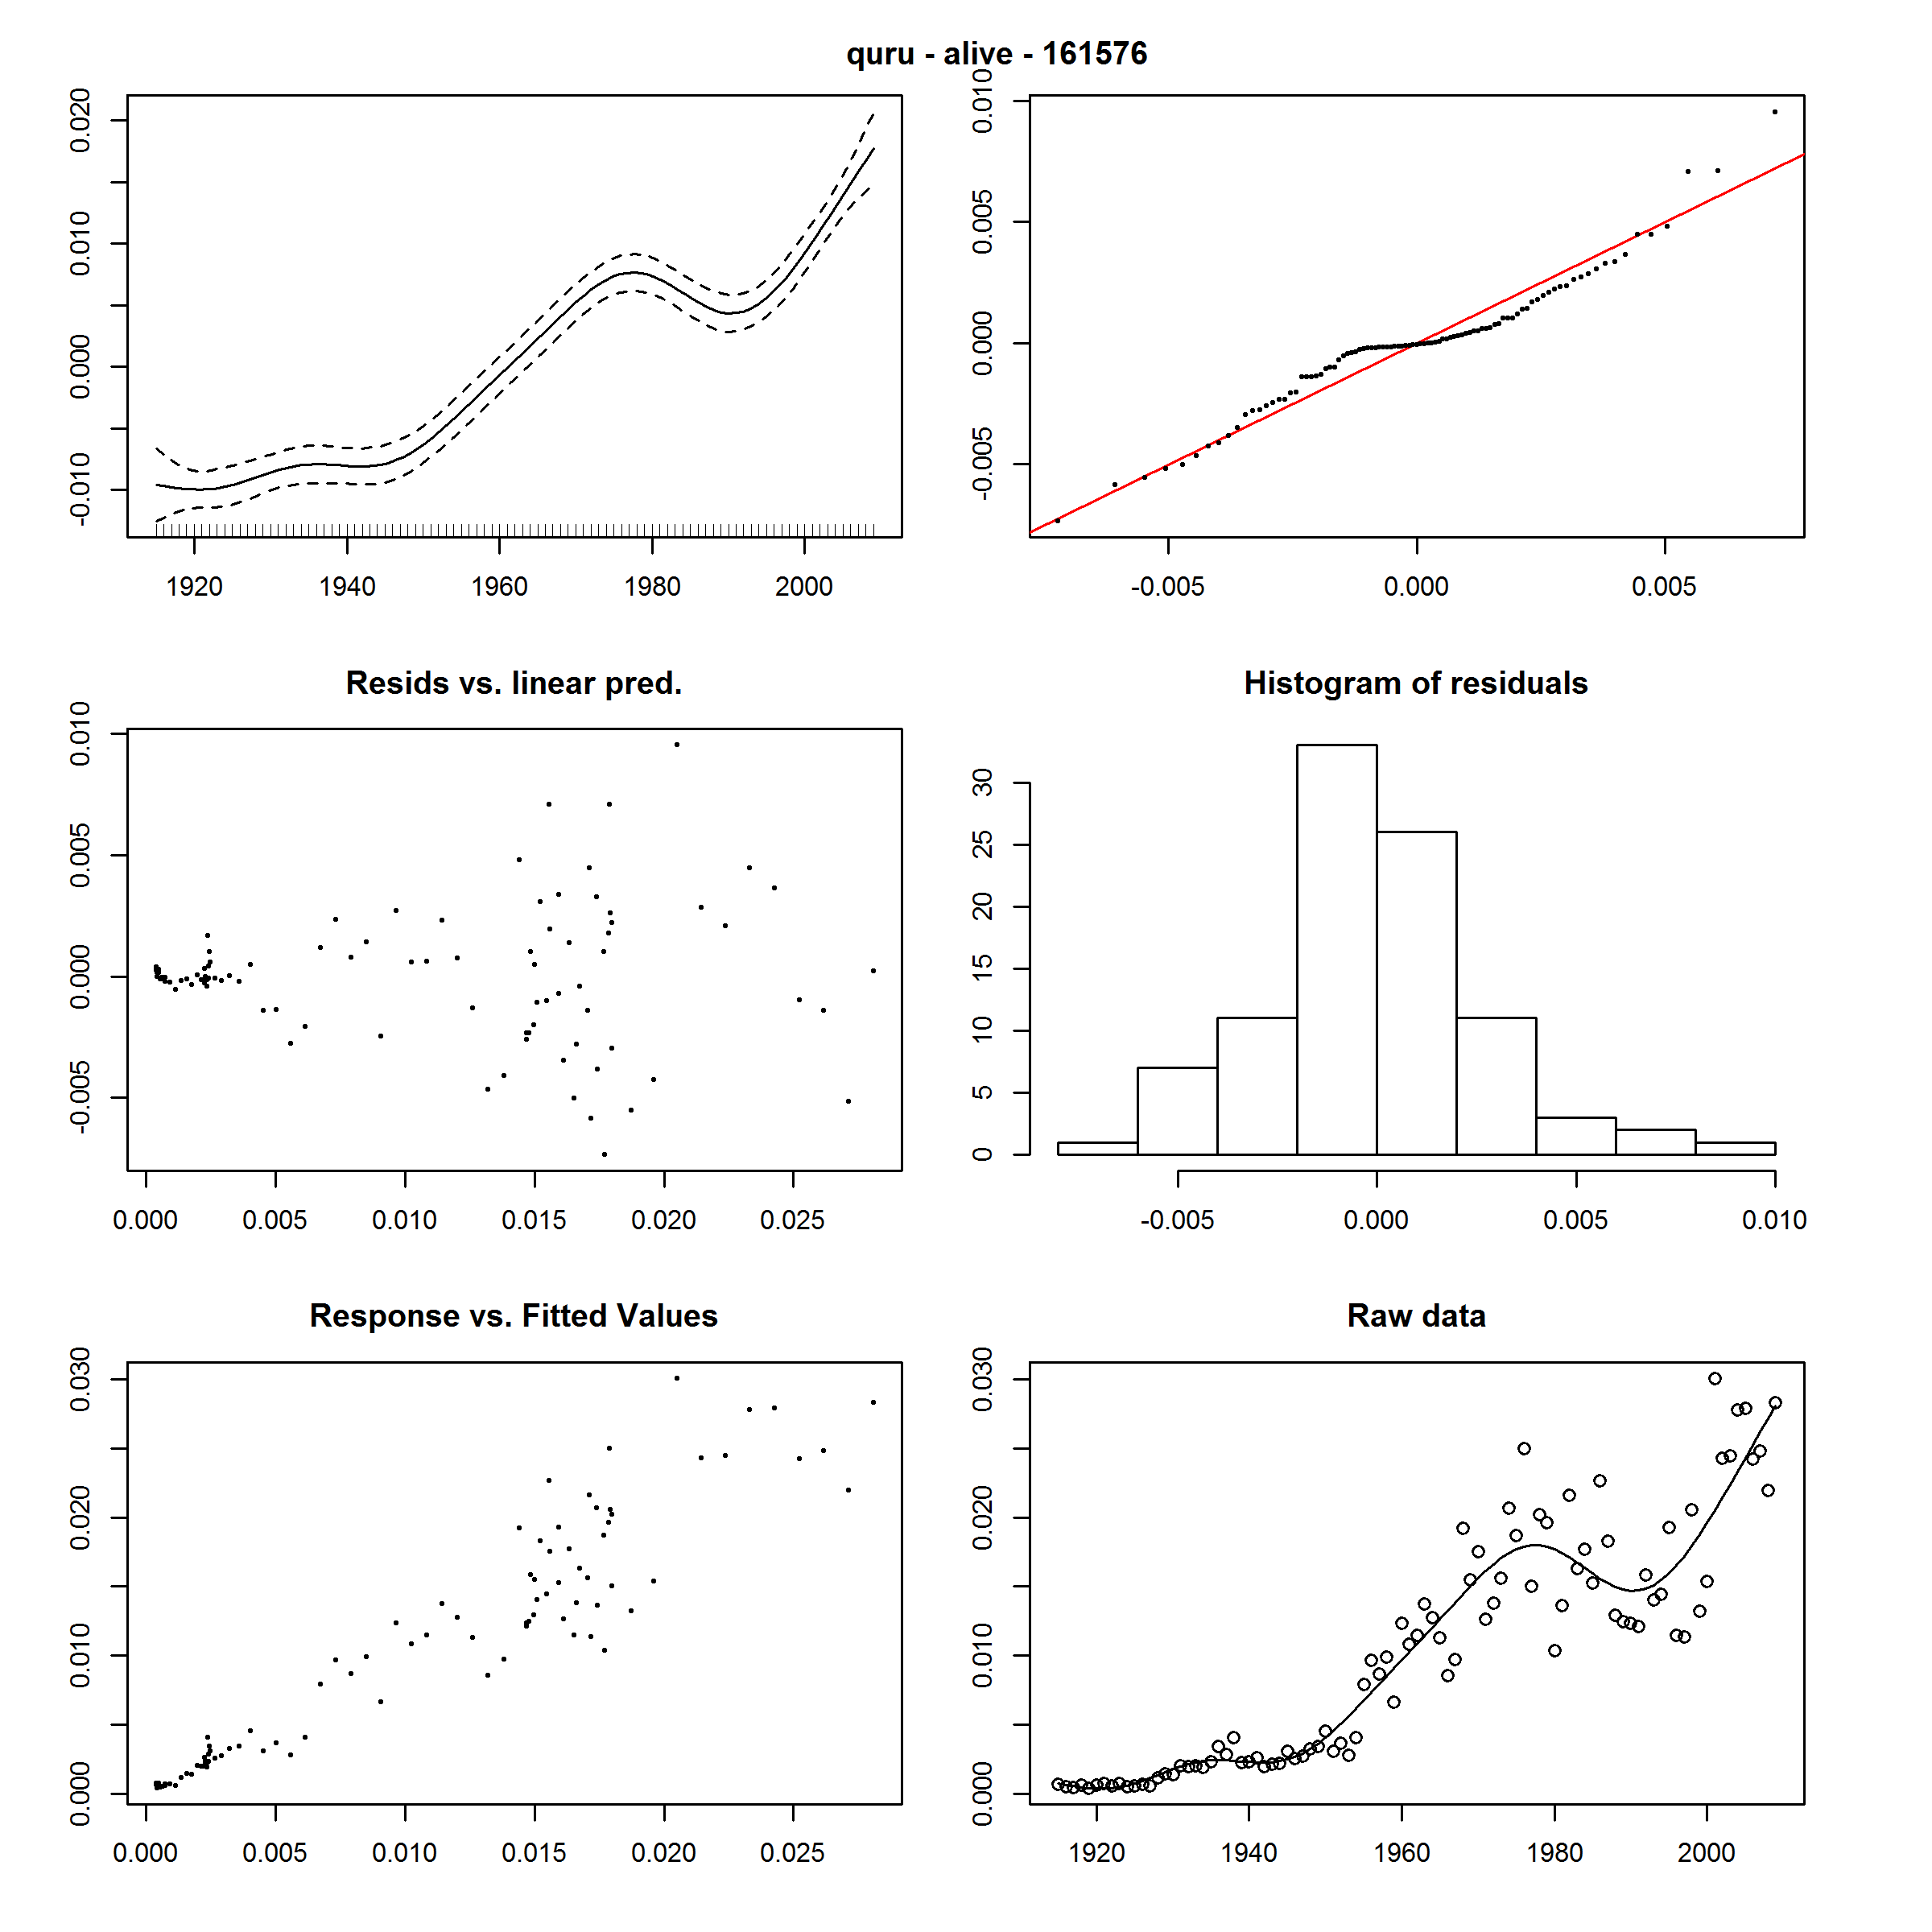 quru - alive - 161576
0.020
0.010
0.000
-0.010
1920 1940 1960 1980 2000
0.010
0.005
0.000
-0.005
-0.005 0.000 0.005
Resids vs. linear pred.
0.010
0.005
0.000
-0.005
0.000 0.005 0.010 0.015 0.020 0.025
Histogram of residuals
30
25
20
15
10
5
0
-0.005 0.000 0.005 0.010
Response vs. Fitted Values
0.030
0.020
0.010
0.000
0.000 0.005 0.010 0.015 0.020 0.025
Raw data
0.030
0.020
0.010
0.000
1920 1940 1960 1980 2000